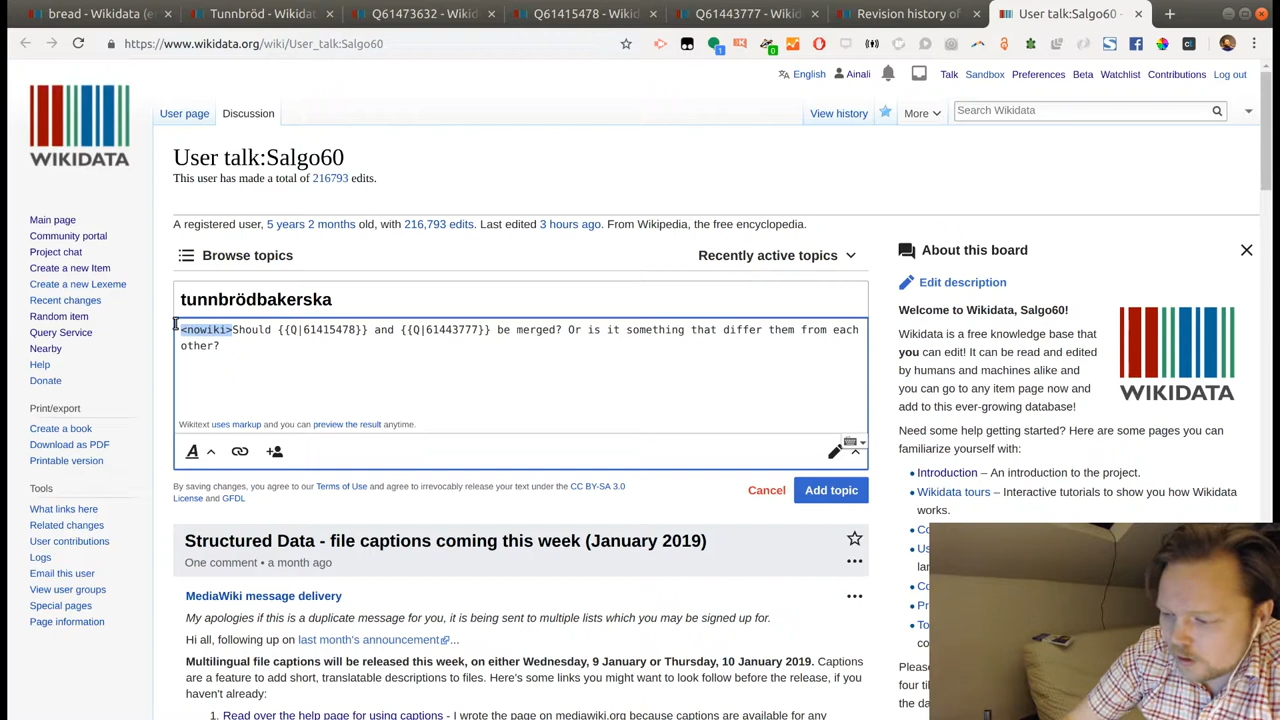 bread - Wikidata (e
Tunnbröd - Wikidat
Q61473632 - Wikid
Q61415478 - Wikid
Q61443777 - Wikid
Revision history of
User talk:Salgo60 -
https://www.wikidata.org/wiki/User_talk:Salgo60
1
0
English Ainali Talk Sandbox Preferences Beta Watchlist Contributions Log out
WIKIDATA
User page Discussion View history More Search Wikidata
User talk:Salgo60
This user has made a total of 216793 edits.
A registered user, 5 years 2 months old, with 216,793 edits. Last edited 3 hours ago. From Wikipedia, the free encyclopedia.
Main page
Community portal
Project chat
Create a new Item
Create a new Lexeme
Recent changes
Random item
Query Service
Nearby
Help
Donate
Print/export
Create a book
Download as PDF
Printable version
Tools
What links here
Related changes
User contributions
Logs
Email this user
View user groups
Special pages
Page information
Browse topics Recently active topics
tunnbrödbakerska
<nowiki>Should {{Q|61415478}} and {{Q|61443777}} be merged? Or is it something that differ them from each
other?
Wikitext uses markup and you can preview the result anytime.
A
By saving changes, you agree to our Terms of Use and agree to irrevocably release your text under the CC BY-SA 3.0
License and GFDL
Cancel Add topic
Structured Data - file captions coming this week (January 2019)
One comment • a month ago
MediaWiki message delivery
My apologies if this is a duplicate message for you, it is being sent to multiple lists which you may be signed up for.
Hi all, following up on last month's announcement...
Multilingual file captions will be released this week, on either Wednesday, 9 January or Thursday, 10 January 2019. Captions
are a feature to add short, translatable descriptions to files. Here's some links you might want to look follow before the release, if you
haven't already:
1. Read over the help page for using captions - I wrote the page on mediawiki.org because captions are available for any
About this board
Edit description
Welcome to Wikidata, Salgo60!
Wikidata is a free knowledge base that
you can edit! It can be read and edited
by humans and machines alike and
you can go to any item page now and
add to this ever-growing database!
WIKIDATA
Need some help getting started? Here are some pages you can
familiarize yourself with:
• Introduction – An introduction to the project.
• Wikidata tours – Interactive tutorials to show you how Wikidata
works.
• Co
• Us
lan
• Co
• Pr
• To
co
Pleas
four til
the da